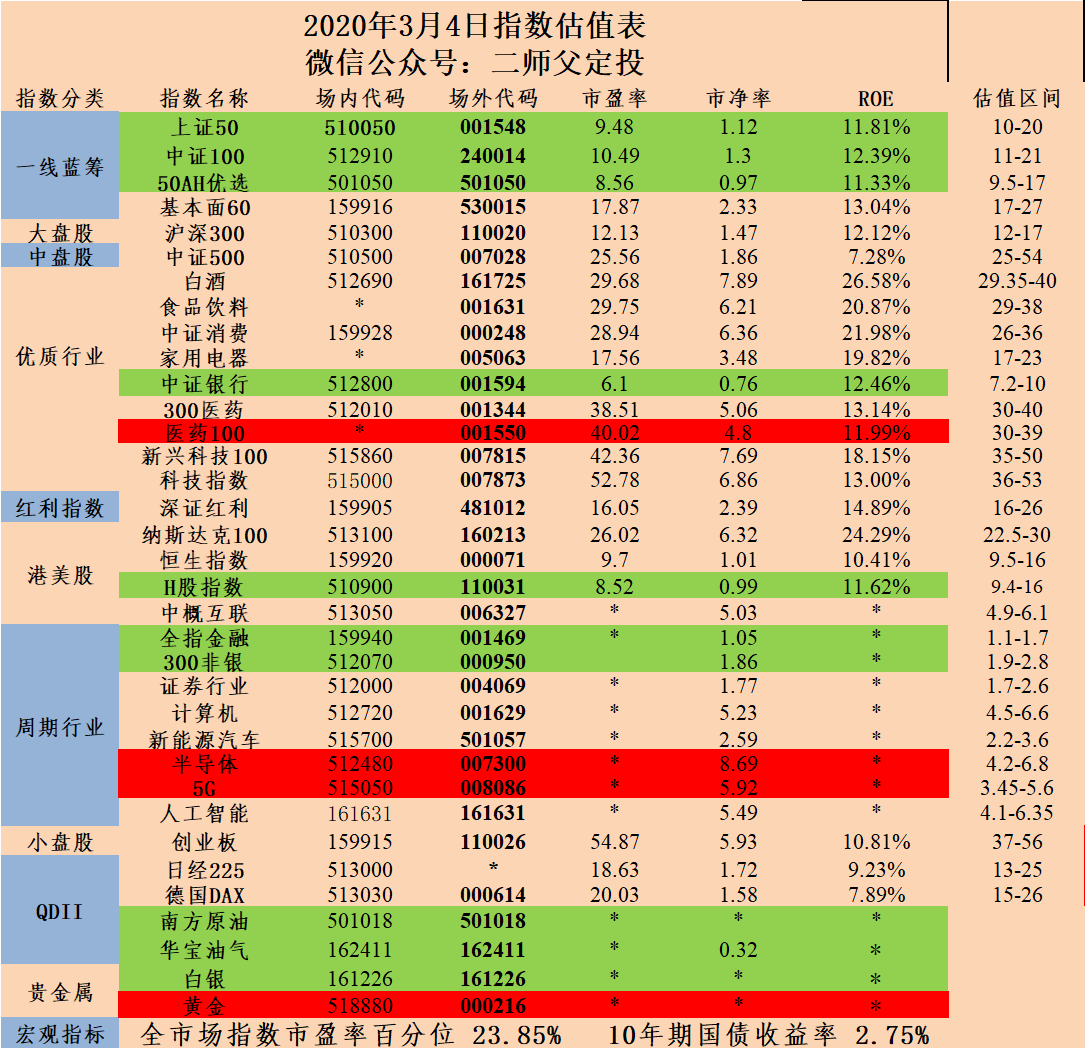 2020年3月4日指数估值表
微信公众号：二师父定投
指数分类 指数名称 场内代码 场外代码 市盈率 市净率 ROE 估值区间
一线蓝筹 上证50 510050 001548 9.48 1.12 11.81% 10-20
中证100 512910 240014 10.49 1.3 12.39% 11-21
50AH优选 501050 501050 8.56 0.97 11.33% 9.5-17
基本面60 159916 530015 17.87 2.33 13.04% 17-27
大盘股 沪深300 510300 110020 12.13 1.47 12.12% 12-17
中盘股 中证500 510500 007028 25.56 1.86 7.28% 25-54
优质行业 白酒 512690 161725 29.68 7.89 26.58% 29.35-40
食品饮料 * 001631 29.75 6.21 20.87% 29-38
中证消费 159928 000248 28.94 6.36 21.98% 26-36
家用电器 * 005063 17.56 3.48 19.82% 17-23
中证银行 512800 001594 6.1 0.76 12.46% 7.2-10
300医药 512010 001344 38.51 5.06 13.14% 30-40
医药100 * 001550 40.02 4.8 11.99% 30-39
新兴科技100 515860 007815 42.36 7.69 18.15% 35-50
科技指数 515000 007873 52.78 6.86 13.00% 36-53
红利指数 深证红利 159905 481012 16.05 2.39 14.89% 16-26
港美股 纳斯达克100 513100 160213 26.02 6.32 24.29% 22.5-30
恒生指数 159920 000071 9.7 1.01 10.41% 9.5-16
H股指数 510900 110031 8.52 0.99 11.62% 9.4-16
中概互联 513050 006327 * 5.03 * 4.9-6.1
周期行业 全指金融 159940 001469 * 1.05 * 1.1-1.7
300非银 512070 000950 1.86 * 1.9-2.8
证券行业 512000 004069 * 1.77 * 1.7-2.6
计算机 512720 001629 * 5.23 * 4.5-6.6
新能源汽车 515700 501057 * 2.59 * 2.2-3.6
半导体 512480 007300 * 8.69 * 4.2-6.8
5G 515050 008086 * 5.92 * 3.45-5.6
人工智能 161631 161631 * 5.49 * 4.1-6.35
小盘股 创业板 159915 110026 54.87 5.93 10.81% 37-56
QDII 日经225 513000 * 18.63 1.72 9.23% 13-25
德国DAX 513030 000614 20.03 1.58 7.89% 15-26
南方原油 501018 501018 * * *
华宝油气 162411 162411 * 0.32 *
贵金属 白银 161226 161226 * * *
黄金 518880 000216 * * *
宏观指标 全市场指数市盈率百分位 23.85% 10年期国债收益率 2.75%